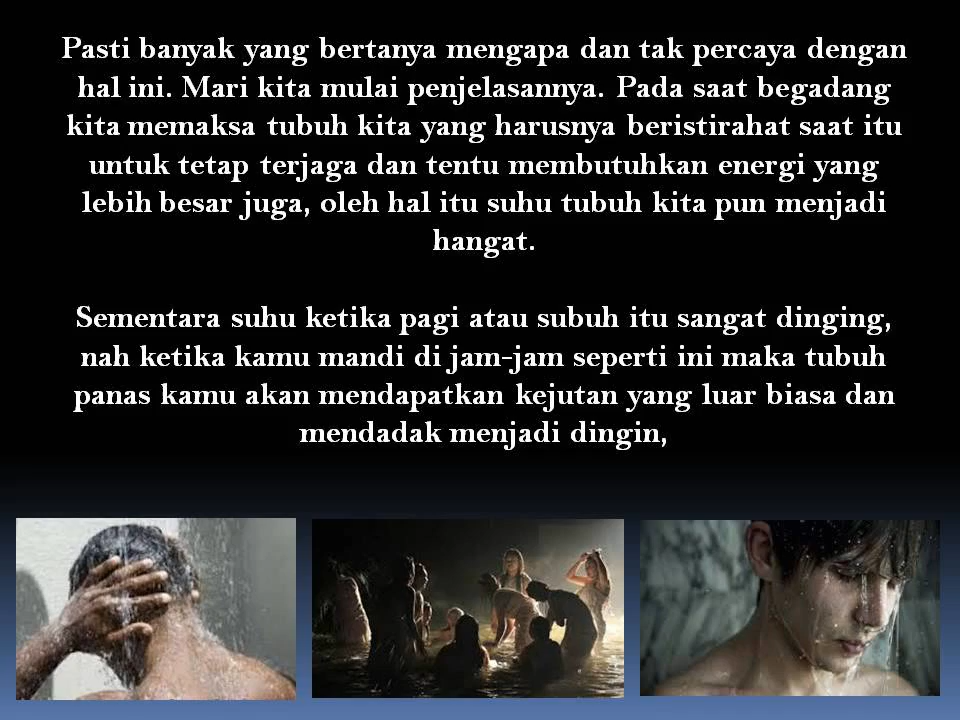 Pasti banyak yang bertanya mengapa dan tak percaya dengan
hal ini. Mari kita mulai penjelasannya. Pada saat begadang
kita memaksa tubuh kita yang harusnya beristirahat saat itu
untuk tetap terjaga dan tentu membutuhkan energi yang
lebih besar juga, oleh hal itu suhu tubuh kita pun menjadi
hangat.
Sementara suhu ketika pagi atau subuh itu sangat dinging,
nah ketika kamu mandi di jam-jam seperti ini maka tubuh
panas kamu akan mendapatkan kejutan yang luar biasa dan
mendadak menjadi dingin,